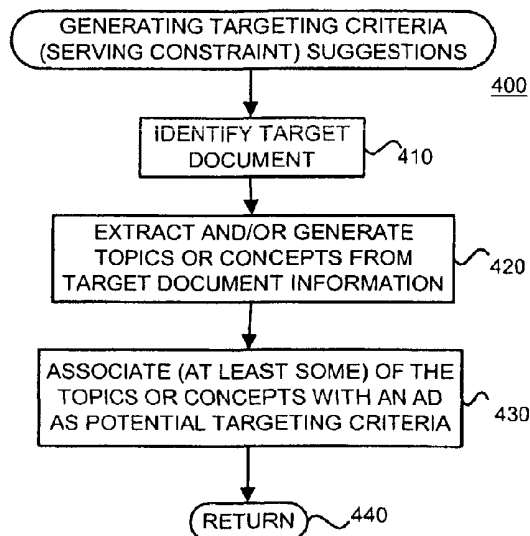 GENERATING TARGETING CRITERIA
(SERVING CONSTRAINT) SUGGESTIONS
400
IDENTIFY TARGET
DOCUMENT
410
EXTRACT AND/OR GENERATE
TOPICS OR CONCEPTS FROM
TARGET DOCUMENT INFORMATION
420
ASSOCIATE (AT LEAST SOME) OF THE
TOPICS OR CONCEPTS WITH AN AD
AS POTENTIAL TARGETING CRITERIA
430
RETURN
440